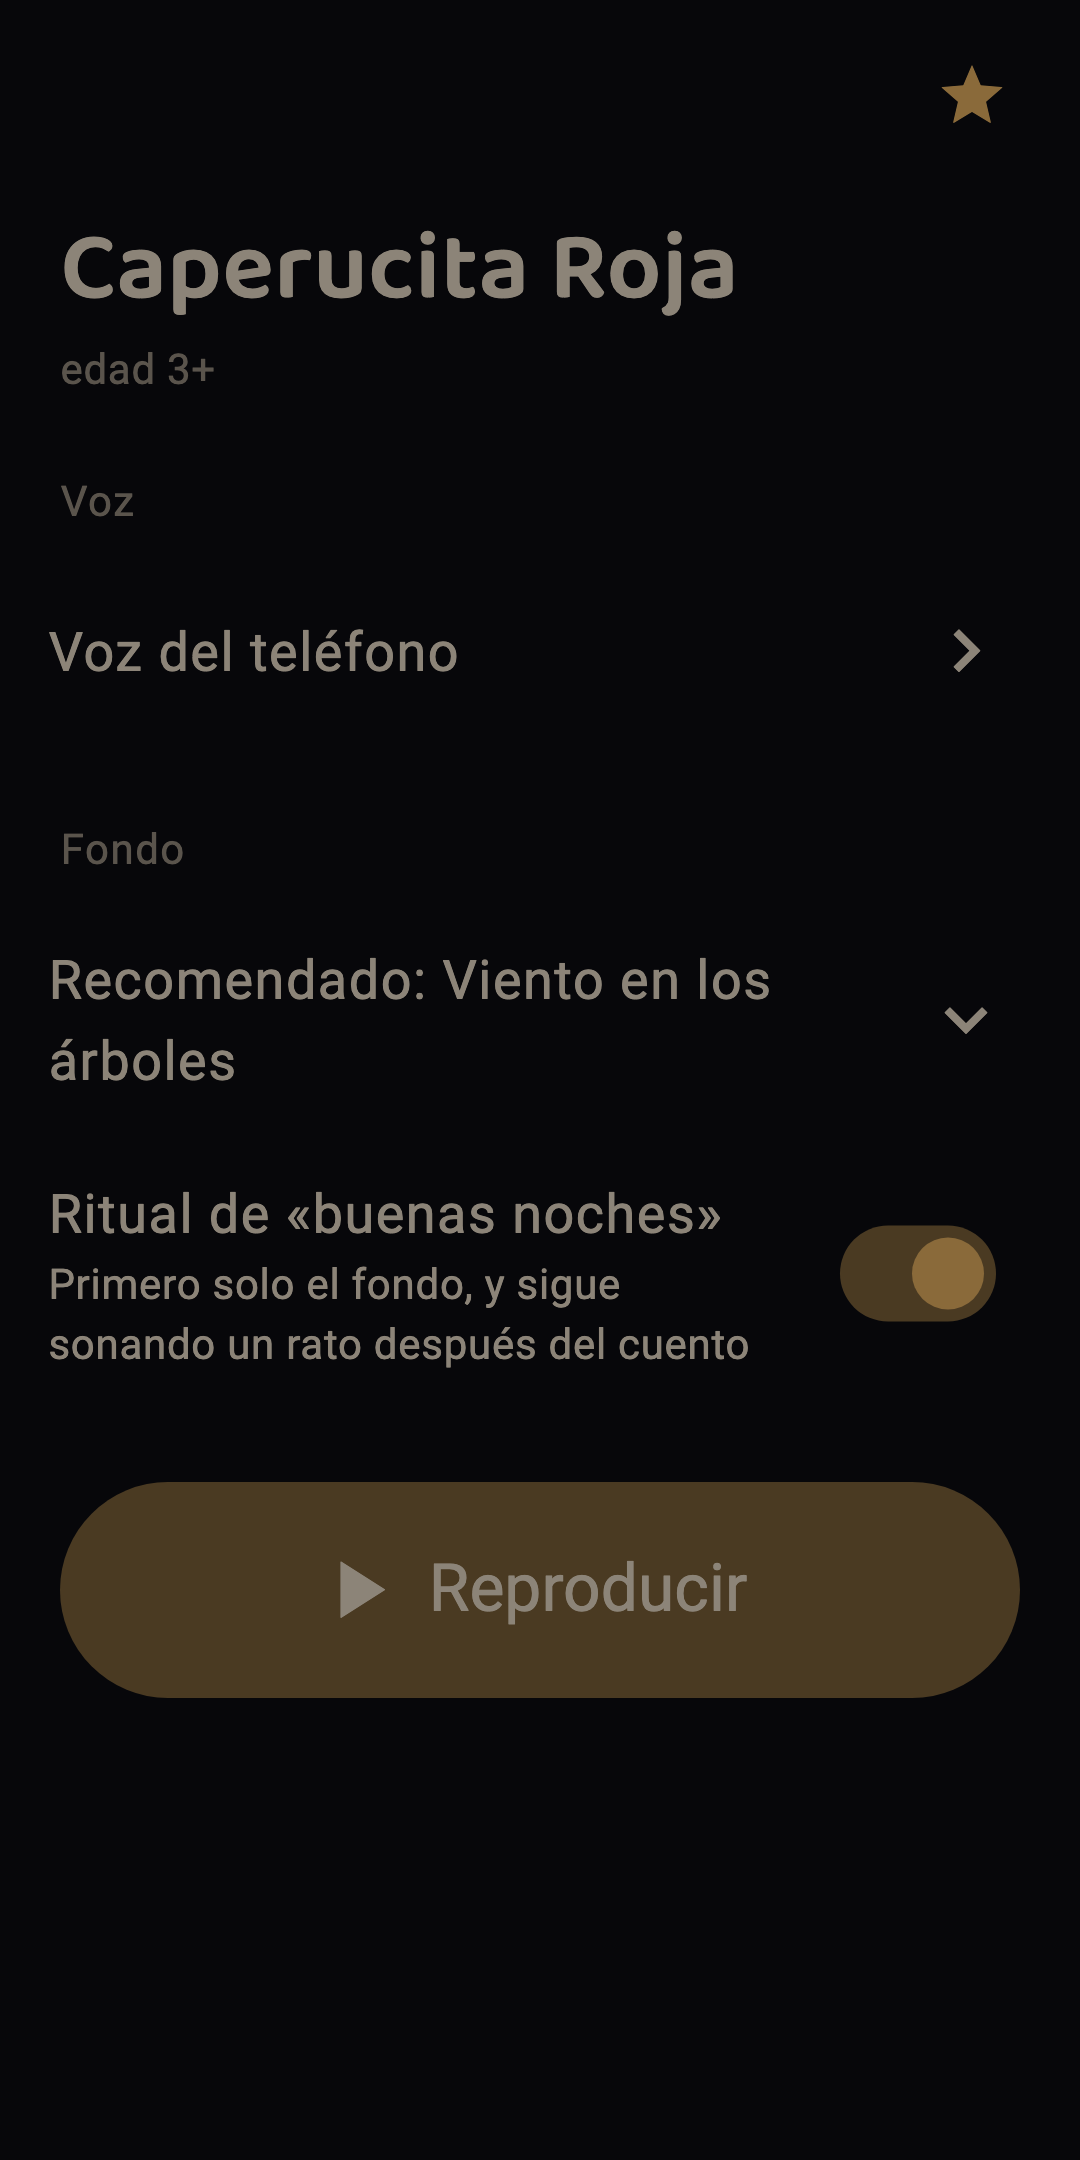 Caperucita Roja
edad 3+
Voz
Voz del teléfono
Fondo
Recomendado: Viento en los
árboles
Ritual de «buenas noches»
Primero solo el fondo, y sigue
sonando un rato después del cuento
Reproducir